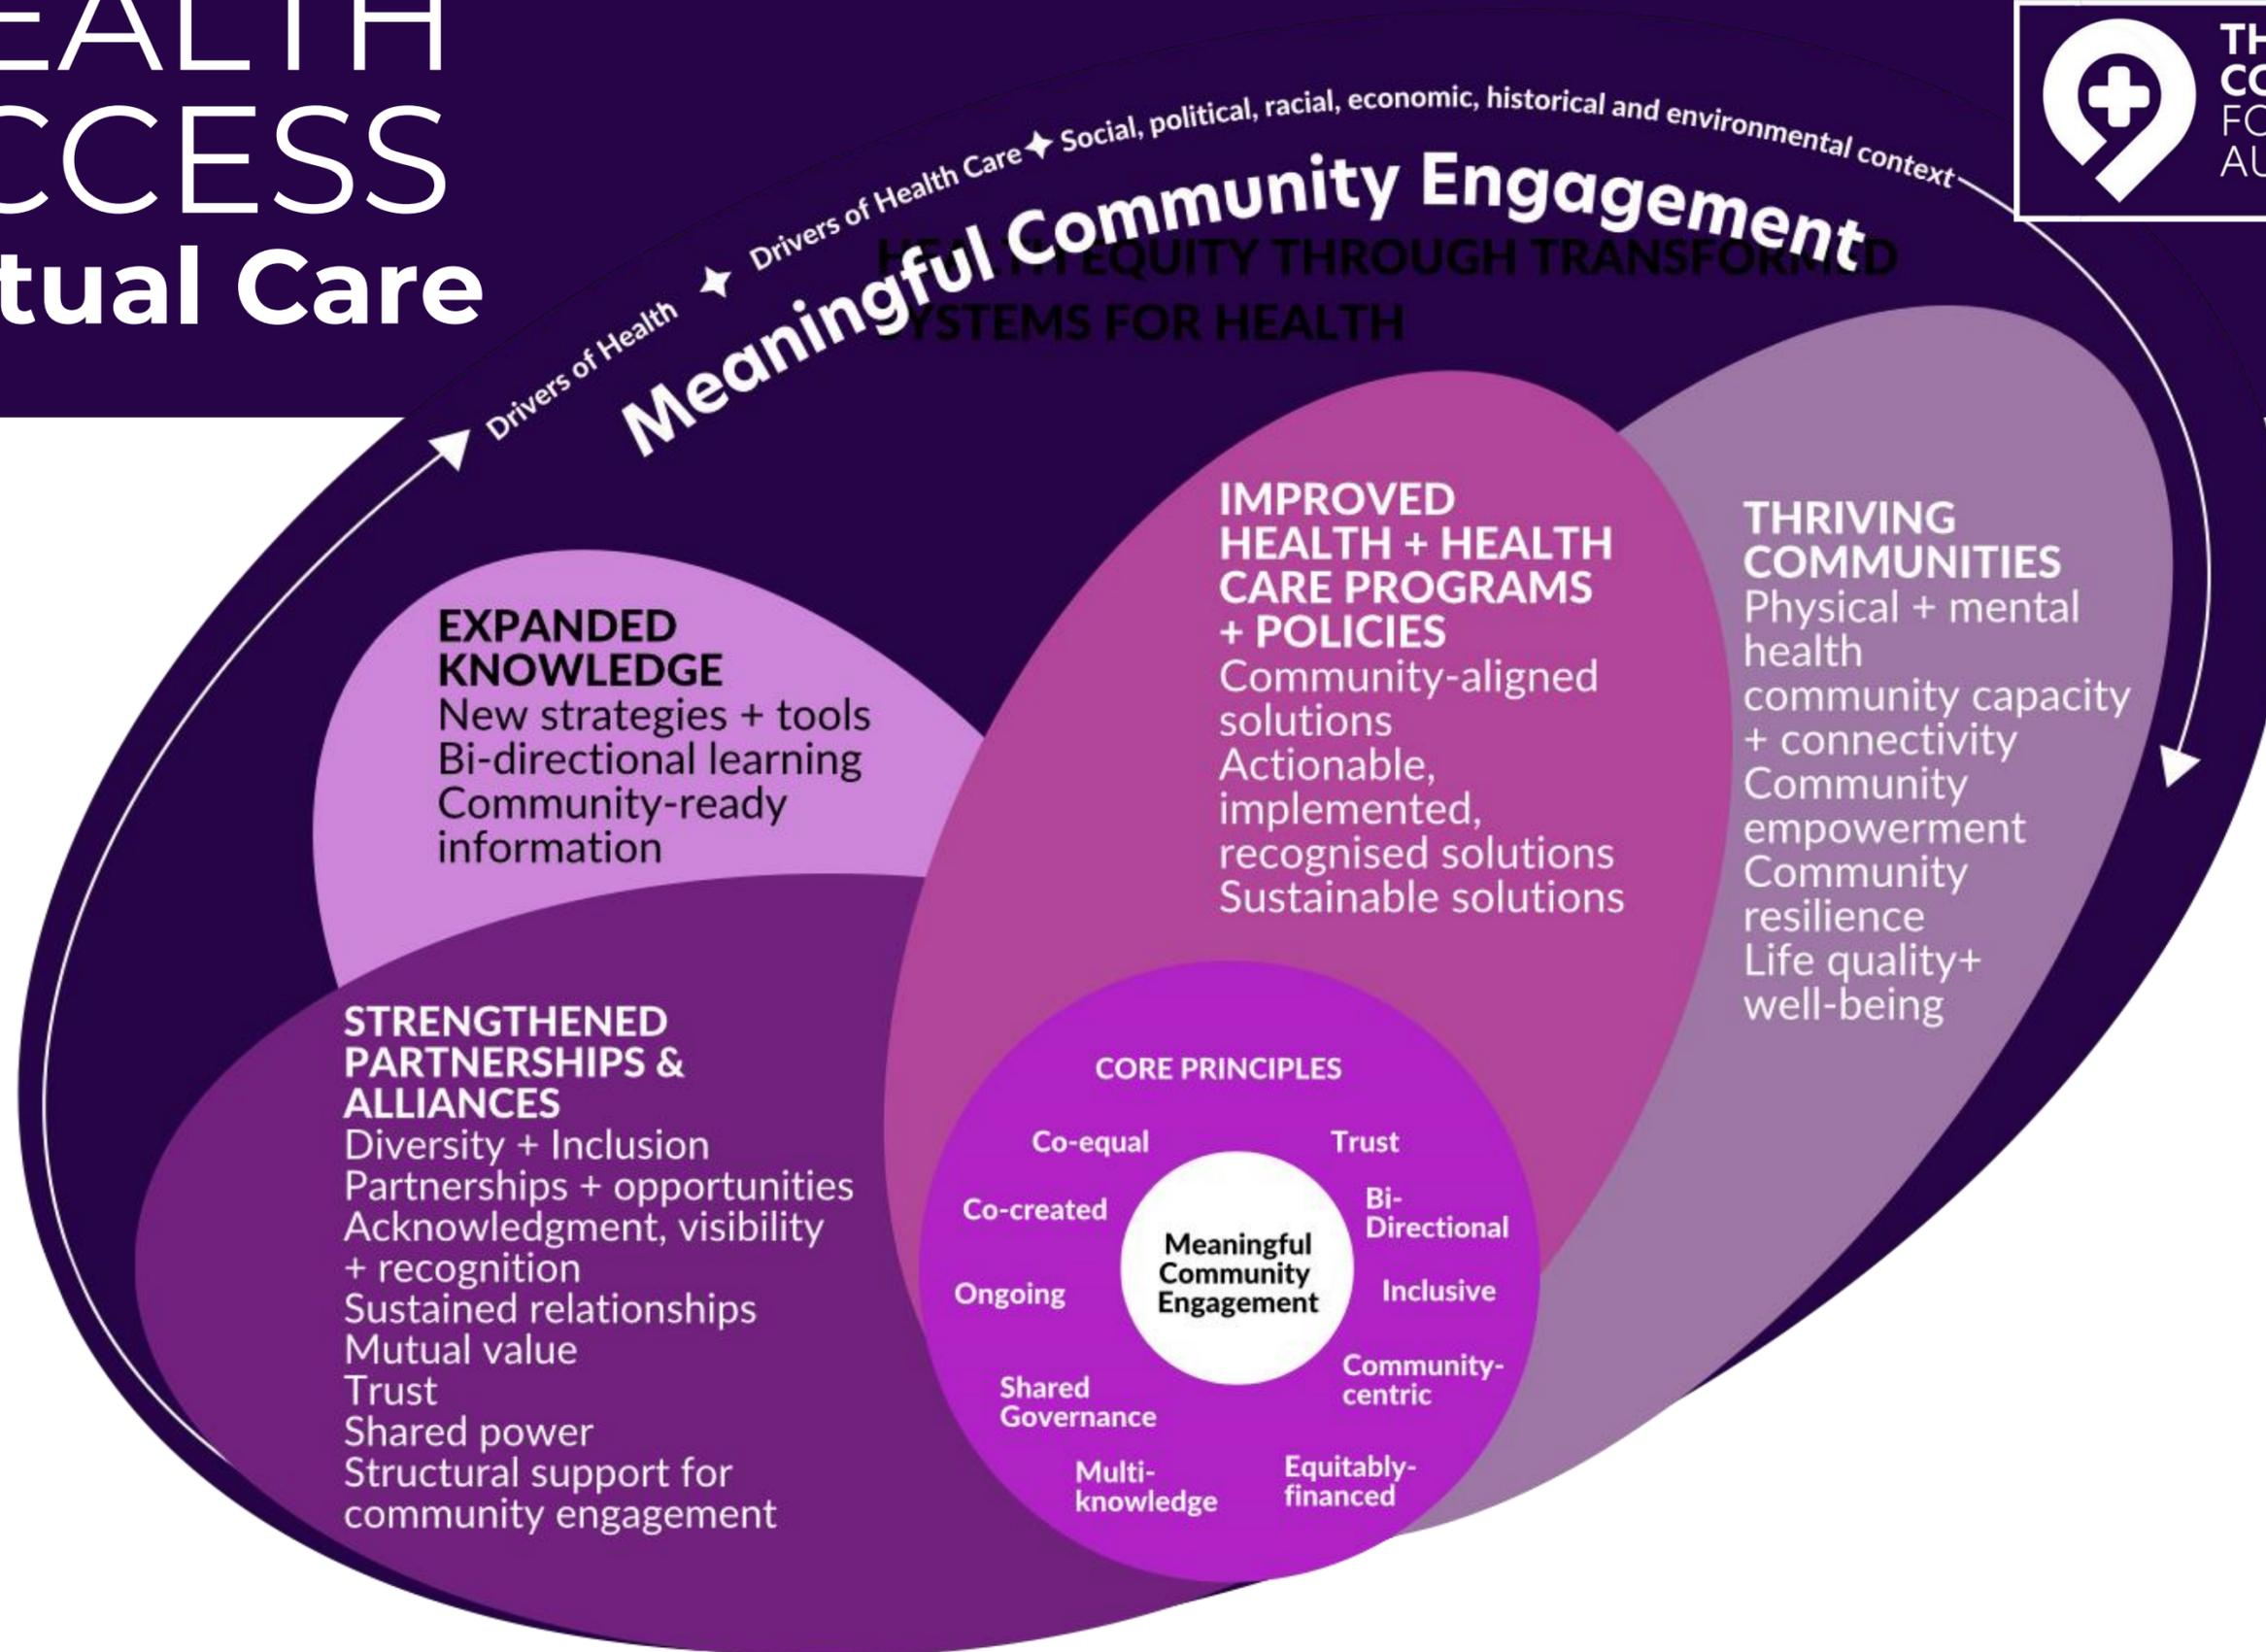 EALTH
CCESS
tual Care
TH
CO
FO
AU
Drivers of Health ✦ Drivers of Health Care ✦ Social, political, racial, economic, historical and environmental context
Meaningful Community Engagement
HEALTH EQUITY THROUGH TRANSFORMED
SYSTEMS FOR HEALTH
EXPANDED
KNOWLEDGE
New strategies + tools
Bi-directional learning
Community-ready
information
IMPROVED
HEALTH + HEALTH
CARE PROGRAMS
+ POLICIES
Community-aligned
solutions
Actionable,
implemented,
recognised solutions
Sustainable solutions
THRIVING
COMMUNITIES
Physical + mental
health
community capacity
+ connectivity
Community
empowerment
Community
resilience
Life quality+
well-being
STRENGTHENED
PARTNERSHIPS &
ALLIANCES
Diversity + Inclusion
Partnerships + opportunities
Acknowledgment, visibility
+ recognition
Sustained relationships
Mutual value
Trust
Shared power
Structural support for
community engagement
CORE PRINCIPLES
Co-equal
Trust
Co-created
Bi-
Directional
Ongoing
Inclusive
Shared
Governance
Community-
centric
Multi-
knowledge
Equitably-
financed
Meaningful
Community
Engagement